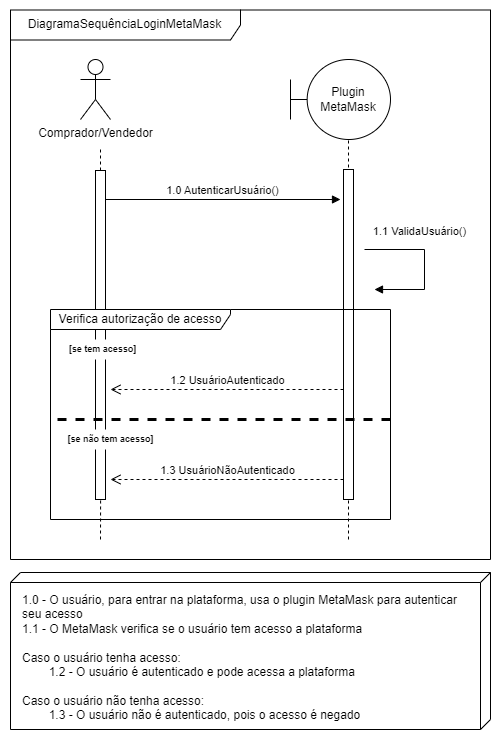 DiagramaSequênciaLoginMetaMask
Comprador/Vendedor
Plugin
MetaMask
1.0 AutenticarUsuário()
1.1 ValidaUsuário()
Verifica autorização de acesso
[se tem acesso]
1.2 UsuárioAutenticado
[se não tem acesso]
1.3 UsuárioNãoAutenticado
1.0 - O usuário, para entrar na plataforma, usa o plugin MetaMask para autenticar
seu acesso
1.1 - O MetaMask verifica se o usuário tem acesso a plataforma
Caso o usuário tenha acesso:
1.2 - O usuário é autenticado e pode acessa a plataforma
Caso o usuário não tenha acesso:
1.3 - O usuário não é autenticado, pois o acesso é negado